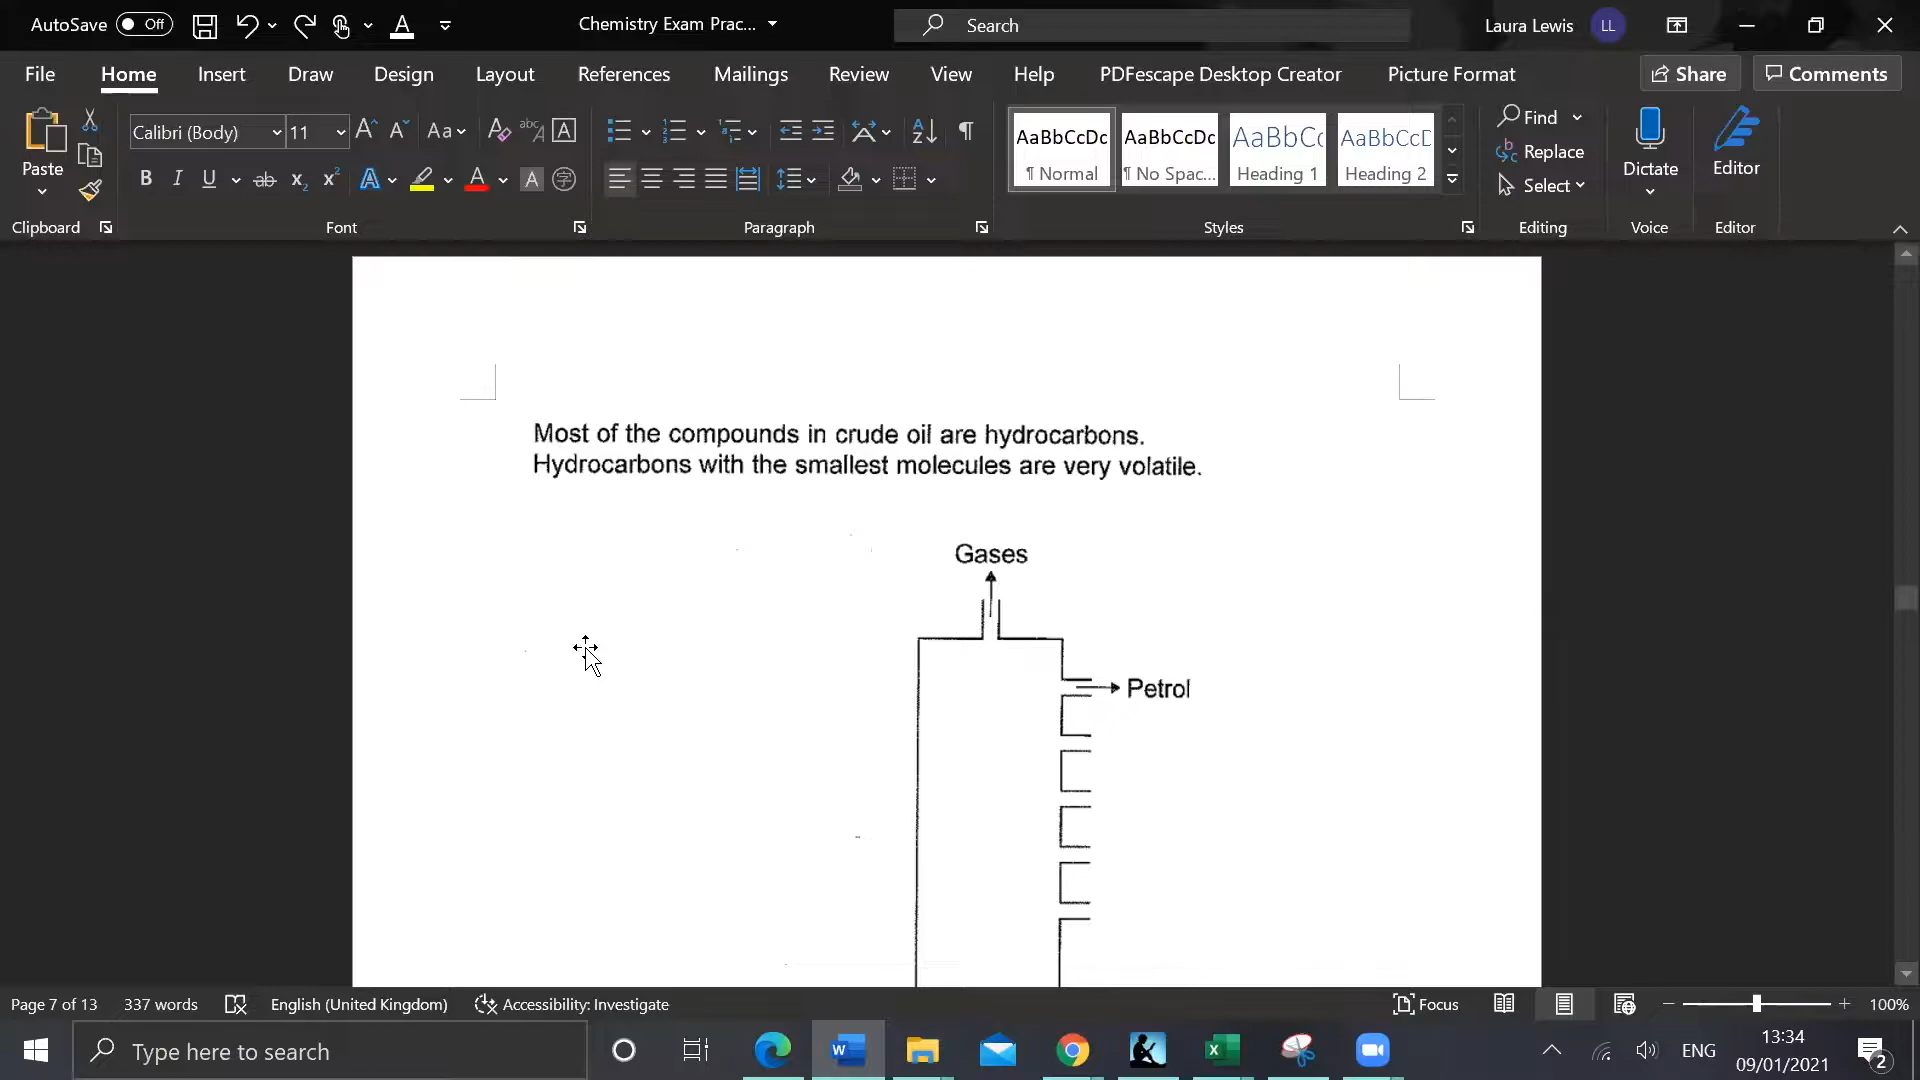 AutoSave Off Chemistry Exam Prac... Search Laura Lewis LL
File Home Insert Draw Design Layout References Mailings Review View Help PDFescape Desktop Creator Picture Format Share Comments
Calibri (Body) 11 Aa A AaBbCcDc AaBbCcDc AaBbCc AaBbCcD Find
Paste B I U ab x₂ x² A A A ¶ Normal ¶ No Spac... Heading 1 Heading 2 Replace Dictate Editor
Select
Clipboard Font Paragraph Styles Editing Voice Editor
Most of the compounds in crude oil are hydrocarbons.
Hydrocarbons with the smallest molecules are very volatile.
Gases
Petrol
Page 7 of 13 337 words English (United Kingdom) Accessibility: Investigate Focus 100%
Type here to search W X ENG 13:34
09/01/2021 2